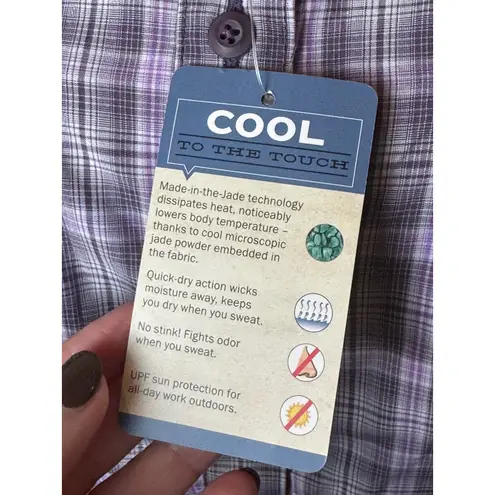 COOL
TO THE TOUCH
Made-in-the-Jade technology
dissipates heat, noticeably
lowers body temperature –
thanks to cool microscopic
jade powder embedded in
the fabric.
Quick-dry action wicks
moisture away, keeps
you dry when you sweat.
No stink! Fights odor
when you sweat.
UPF sun protection for
all-day work outdoors.